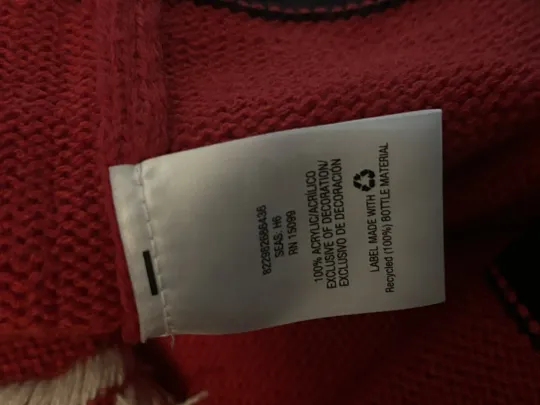 822982686435
SEAS. H6
RN 15099
100% ACRYLIC/ACRÍLICO
EXCLUSIVE OF DECORATION/
EXCLUSIVO DE DECORACIÓN
LABEL MADE WITH
Recycled (100%) BOTTLE MATERIAL